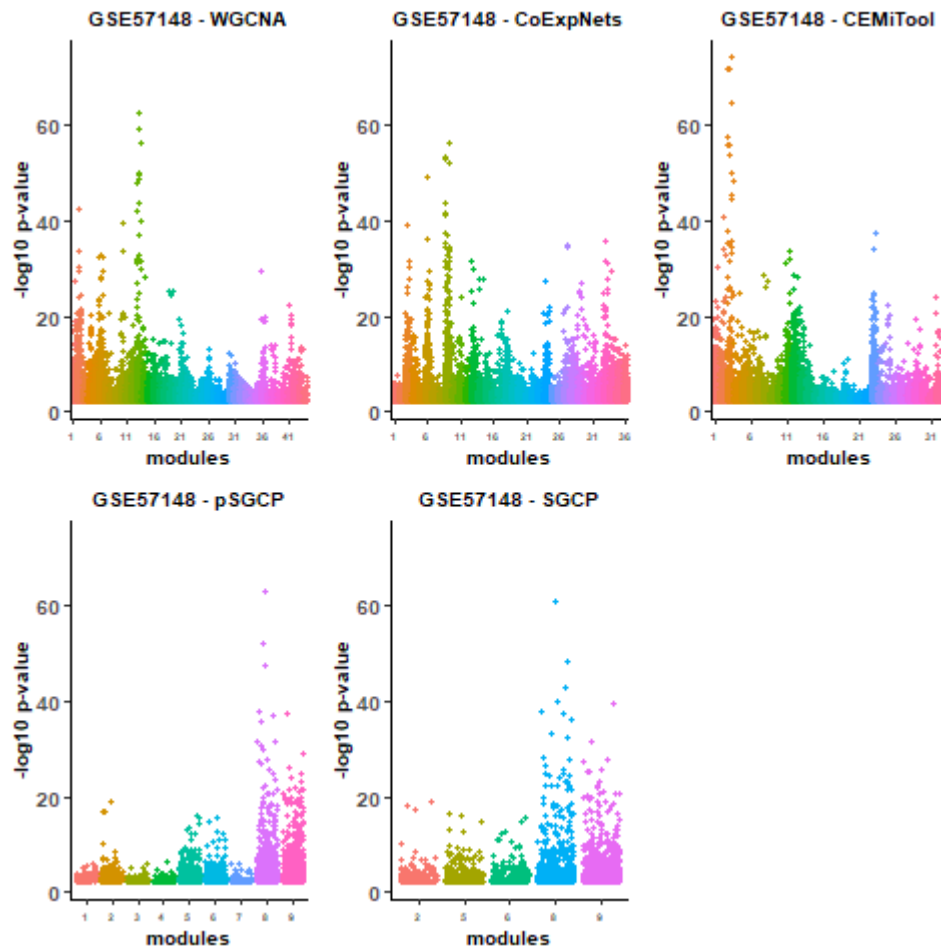 GSE57148 - WGCNA
60
40
20
0
-log10 p-value
1 6 11 16 21 26 31 36 41
modules
GSE57148 - CoExpNets
60
40
20
0
-log10 p-value
1 6 11 16 21 26 31 36
modules
GSE57148 - CEMiTool
60
40
20
0
-log10 p-value
1 6 11 16 21 26 31
modules
GSE57148 - pSGCP
60
40
20
0
-log10 p-value
1 2 3 4 5 6 7 8 9
modules
GSE57148 - SGCP
60
40
20
0
-log10 p-value
2 5 6 8 9
modules